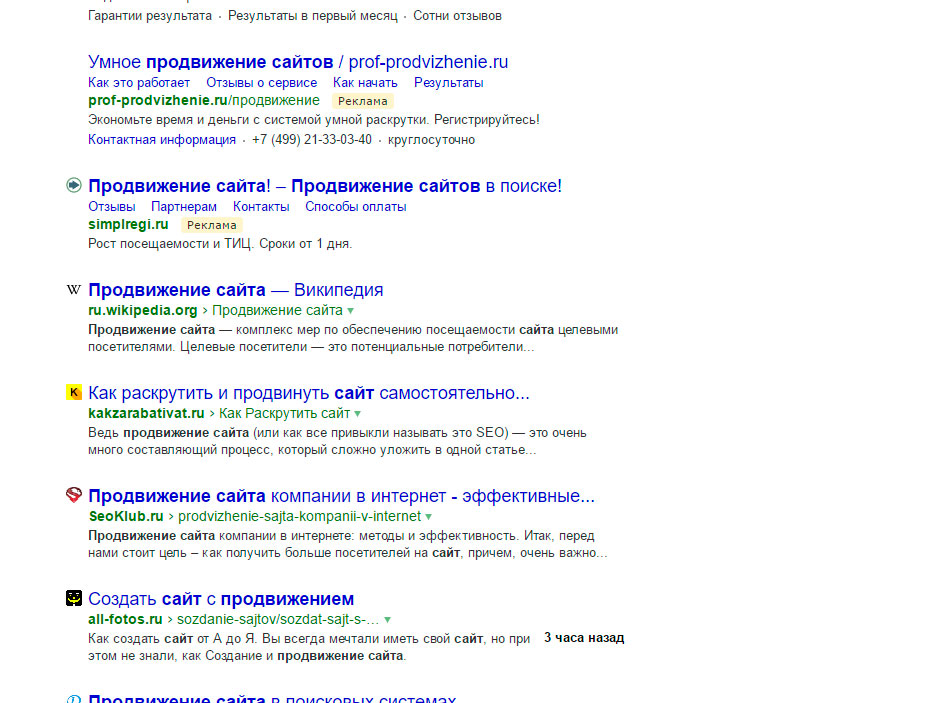 Гарантии результата · Результаты в первый месяц · Сотни отзывов
Умное продвижение сайтов / prof-prodvizhenie.ru
Как это работает Отзывы о сервисе Как начать Результаты
prof-prodvizhenie.ru/продвижение Реклама
Экономьте время и деньги с системой умной раскрутки. Регистрируйтесь!
Контактная информация · +7 (499) 21-33-03-40 · круглосуточно
Продвижение сайта! – Продвижение сайтов в поиске!
Отзывы Партнерам Контакты Способы оплаты
simplregi.ru Реклама
Рост посещаемости и ТИЦ. Сроки от 1 дня.
W Продвижение сайта — Википедия
ru.wikipedia.org › Продвижение сайта
Продвижение сайта — комплекс мер по обеспечению посещаемости сайта целевыми
посетителями. Целевые посетители — это потенциальные потребители...
K Как раскрутить и продвинуть сайт самостоятельно...
kakzarabativat.ru › Как Раскрутить сайт
Ведь продвижение сайта (или как все привыкли называть это SEO) — это очень
много составляющий процесс, который сложно уложить в одной статье...
Продвижение сайта компании в интернет - эффективные...
SeoKlub.ru › prodvizhenie-sajta-kompanii-v-internet
Продвижение сайта компании в интернете: методы и эффективность. Итак, перед
нами стоит цель – как получить больше посетителей на сайт, причем, очень важно...
Создать сайт с продвижением
all-fotos.ru › sozdanie-sajtov/sozdat-sajt-s-...
Как создать сайт от А до Я. Вы всегда мечтали иметь свой сайт, но при 3 часа назад
этом не знали, как Создание и продвижение сайта.
Продвижение сайта в поисковых системах